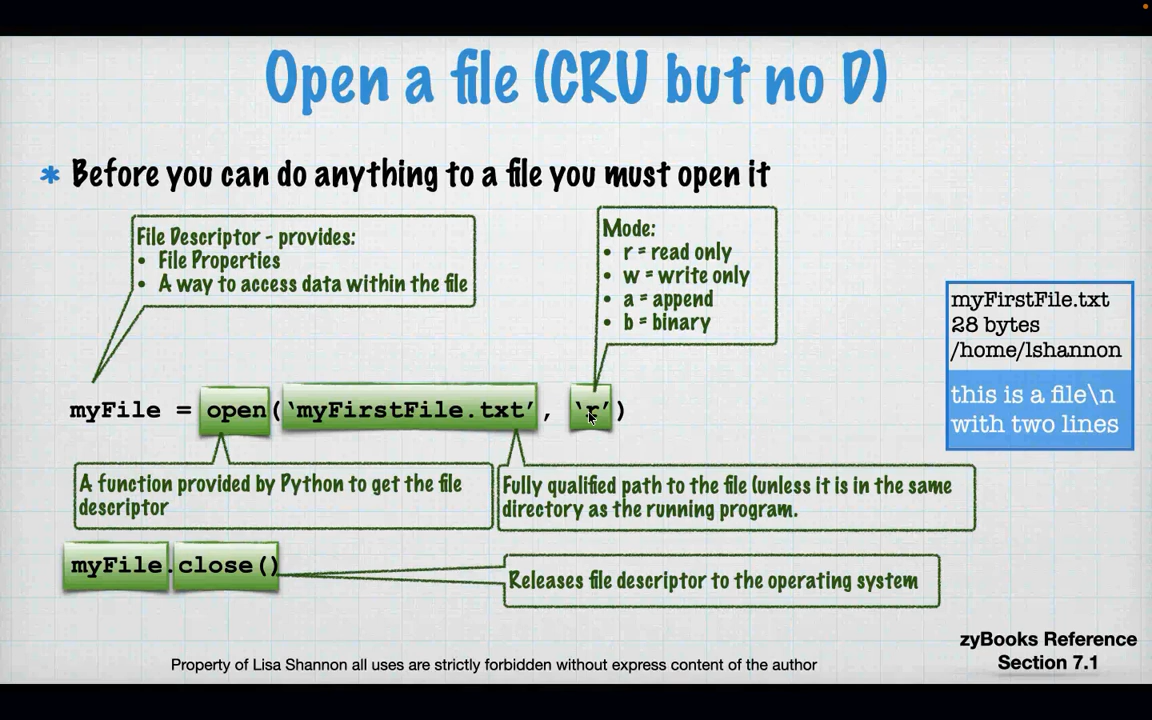 Open a file (CRU but no D)
* Before you can do anything to a file you must open it
File Descriptor - provides:
• File Properties
• A way to access data within the file
Mode:
• r = read only
• w = write only
• a = append
• b = binary
myFirstFile.txt
28 bytes
/home/lshannon
this is a file\n
with two lines
myFile = open(‘myFirstFile.txt’, ‘r’)
A function provided by Python to get the file
descriptor
Fully qualified path to the file (unless it is in the same
directory as the running program.
myFile.close()
Releases file descriptor to the operating system
zyBooks Reference
Section 7.1
Property of Lisa Shannon all uses are strictly forbidden without express content of the author